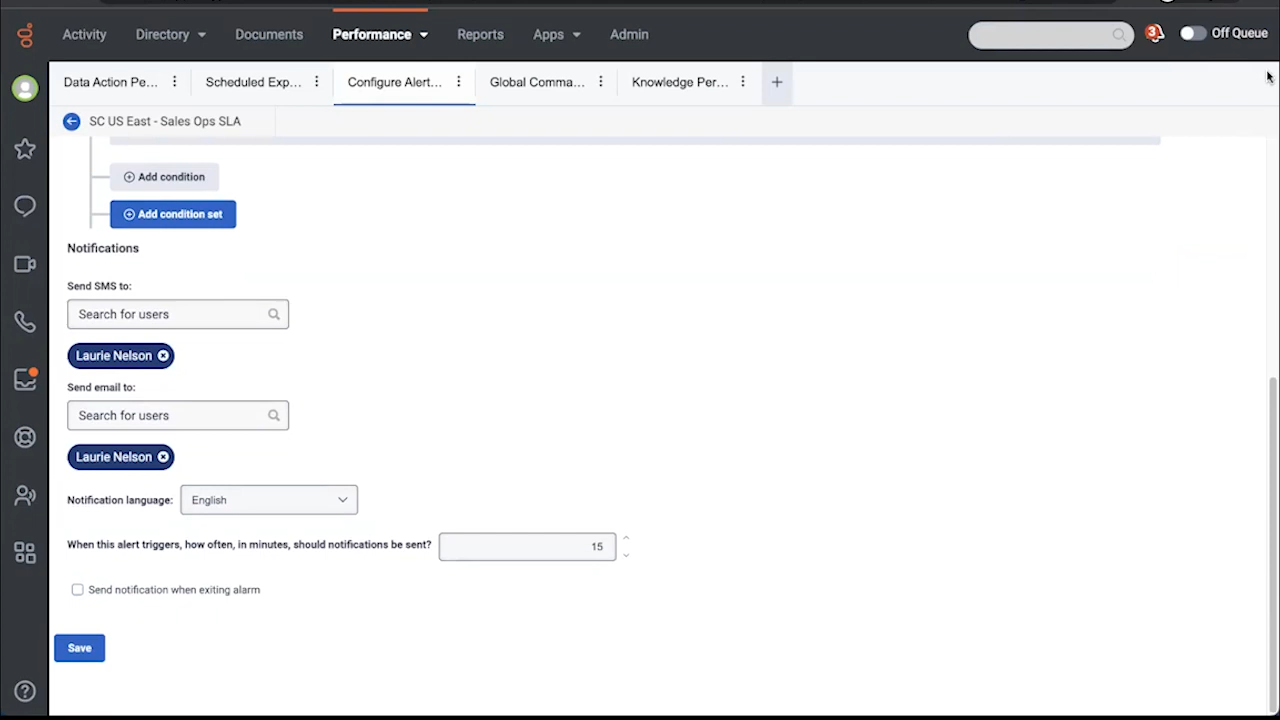 Activity Directory Documents Performance Reports Apps Admin 3 Off Queue
Data Action Pe... Scheduled Exp... Configure Alert... Global Comma... Knowledge Per... +
SC US East - Sales Ops SLA
Add condition
Add condition set
Notifications
Send SMS to:
Search for users
Laurie Nelson
Send email to:
Search for users
Laurie Nelson
Notification language: English
When this alert triggers, how often, in minutes, should notifications be sent? 15
Send notification when exiting alarm
Save